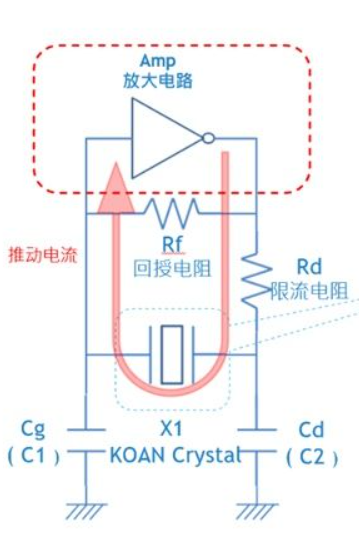 Amp
放大电路
Rf
回授电阻
推动电流
Rd
限流电阻
Cg
( C1 )
X1
KOAN Crystal
Cd
( C2 )